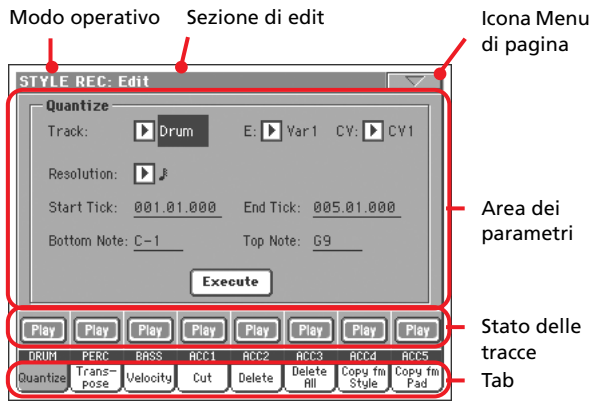 Modo operativo Sezione di edit Icona Menu di pagina
STYLE REC: Edit
Quantize
Track: Drum E: Var1 CV: CV1
Resolution:
Start Tick: 001.01.000 End Tick: 005.01.000
Bottom Note: C-1 Top Note: G9
Execute
Area dei parametri
Play Play Play Play Play Play Play Play
DRUM PERC BASS ACC1 ACC2 ACC3 ACC4 ACC5
Stato delle tracce
Quantize Trans-pose Velocity Cut Delete Delete All Copy fm Style Copy fm Pad
Tab